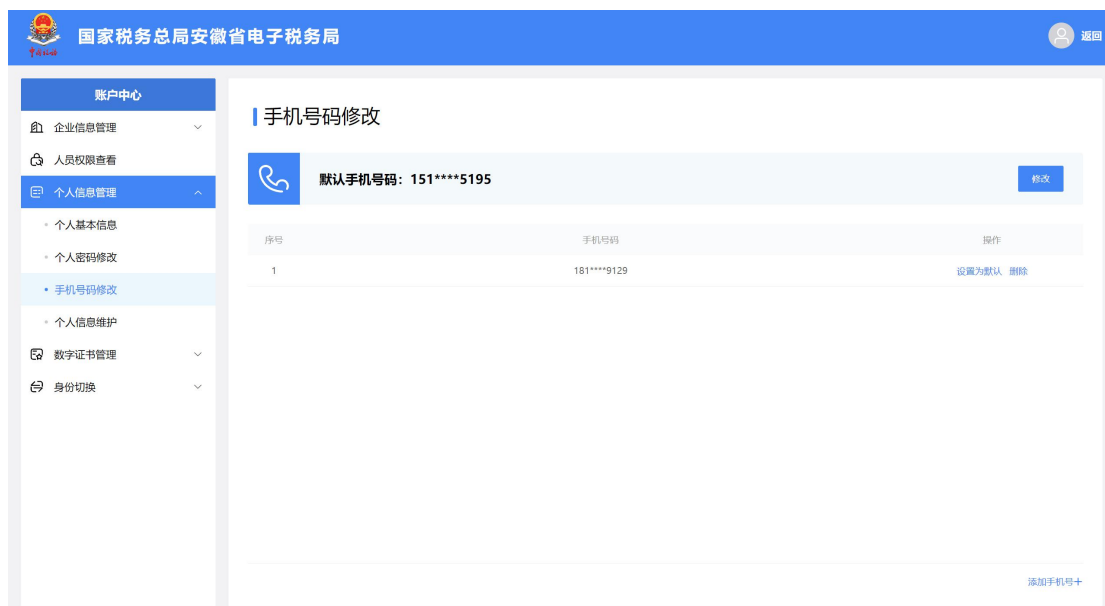 国家税务总局安徽省电子税务局
返回
账户中心
企业信息管理
人员权限查看
个人信息管理
个人基本信息
个人密码修改
手机号码修改
个人信息维护
数字证书管理
身份切换
手机号码修改
默认手机号码：151****5195
修改
序号 手机号码 操作
1 181****9129 设置为默认 删除
添加手机号+